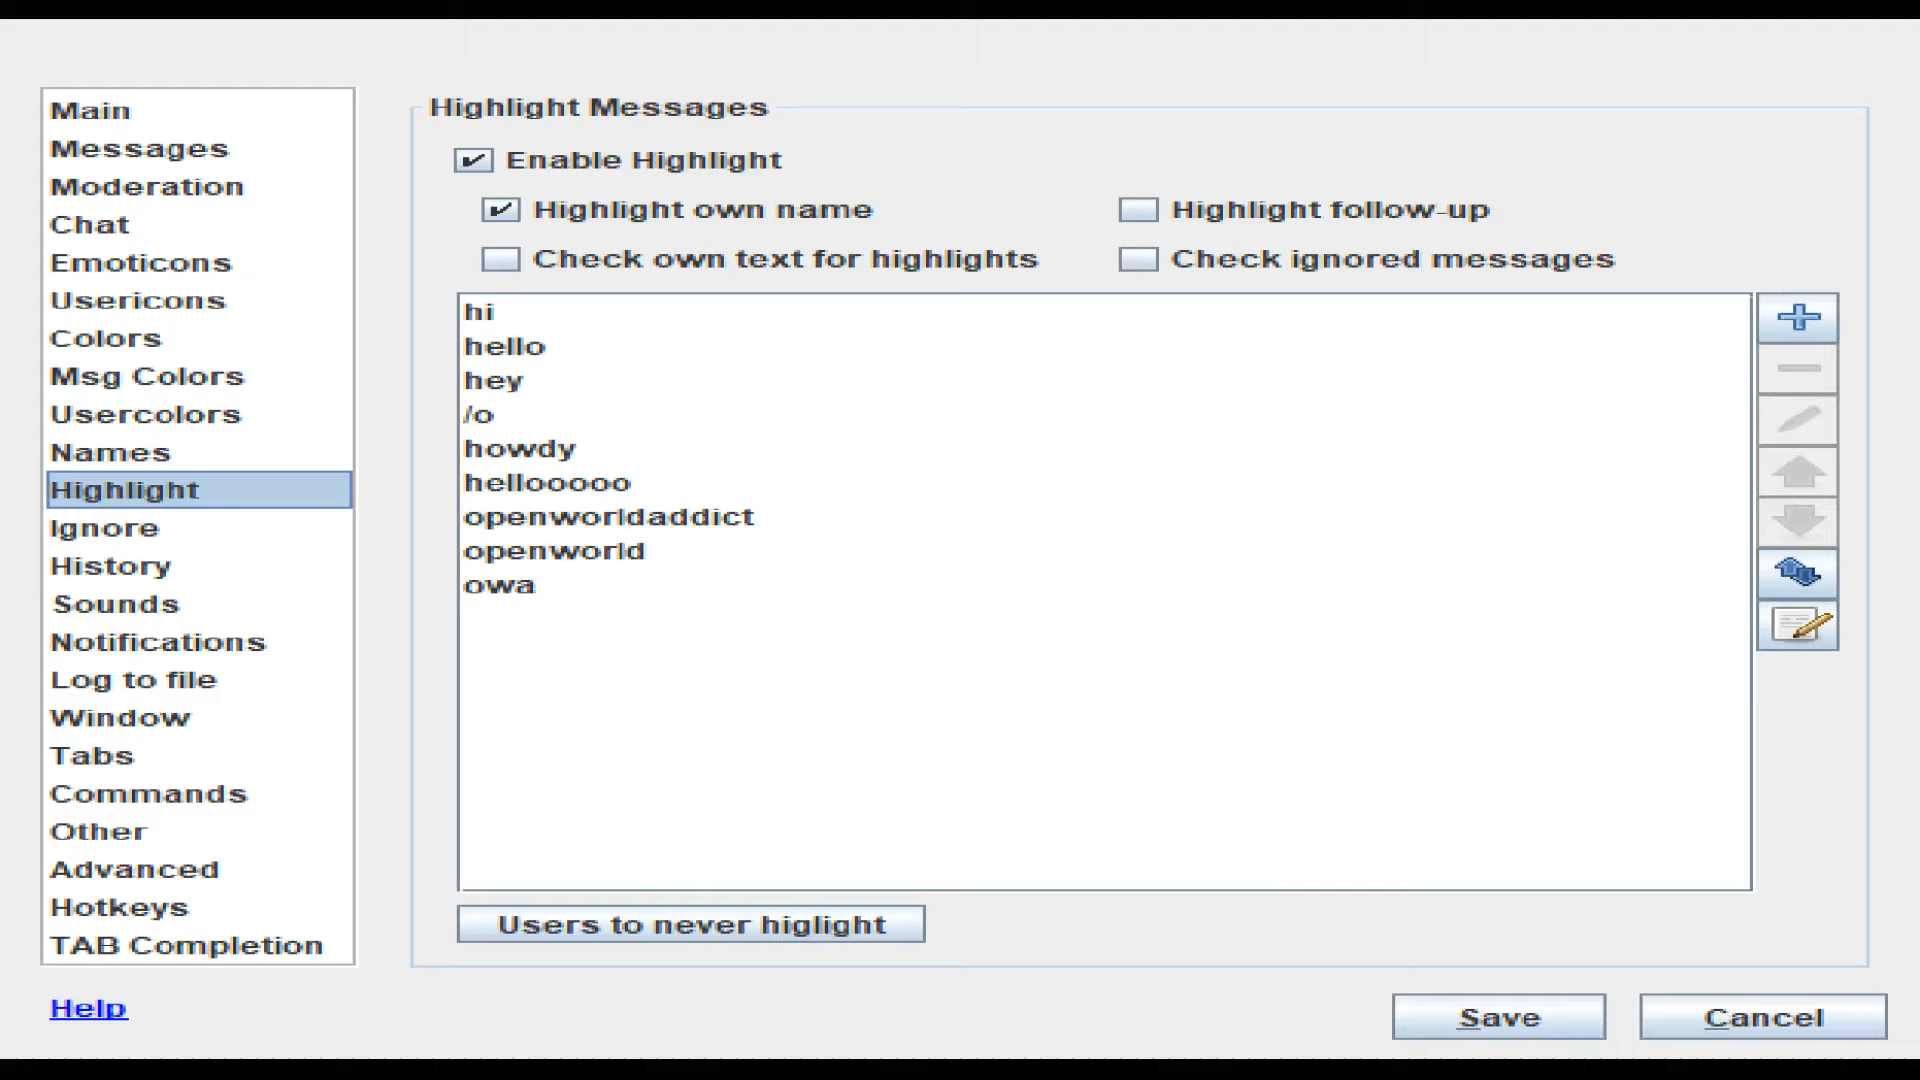 Main
Messages
Moderation
Chat
Emoticons
Usericons
Colors
Msg Colors
Usercolors
Names
Highlight
Ignore
History
Sounds
Notifications
Log to file
Window
Tabs
Commands
Other
Advanced
Hotkeys
TAB Completion
Help
Highlight Messages
Enable Highlight
Highlight own name
Highlight follow-up
Check own text for highlights
Check ignored messages
hi
hello
hey
/o
howdy
hellooooo
openworldaddict
openworld
owa
Users to never higlight
Save
Cancel